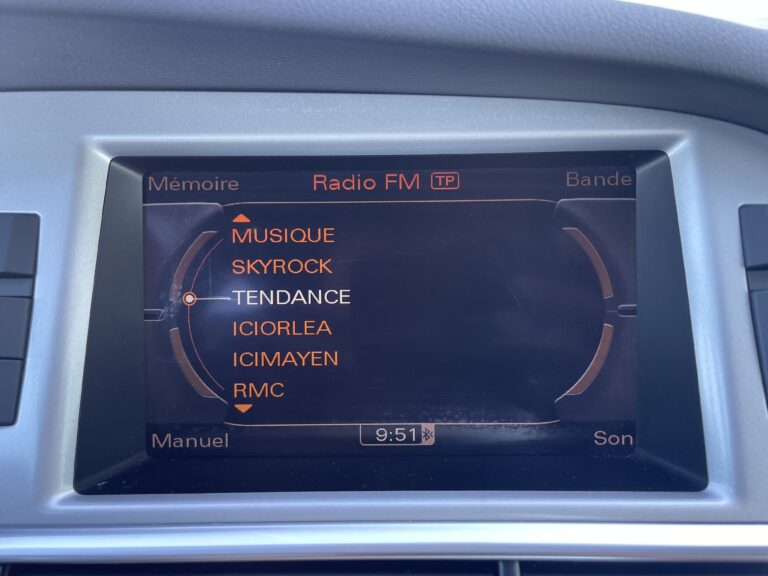 Mémoire Radio FM TP Bande
MUSIQUE
SKYROCK
TENDANCE
ICIORLEA
ICIMAYEN
RMC
Manuel 9:51 Son